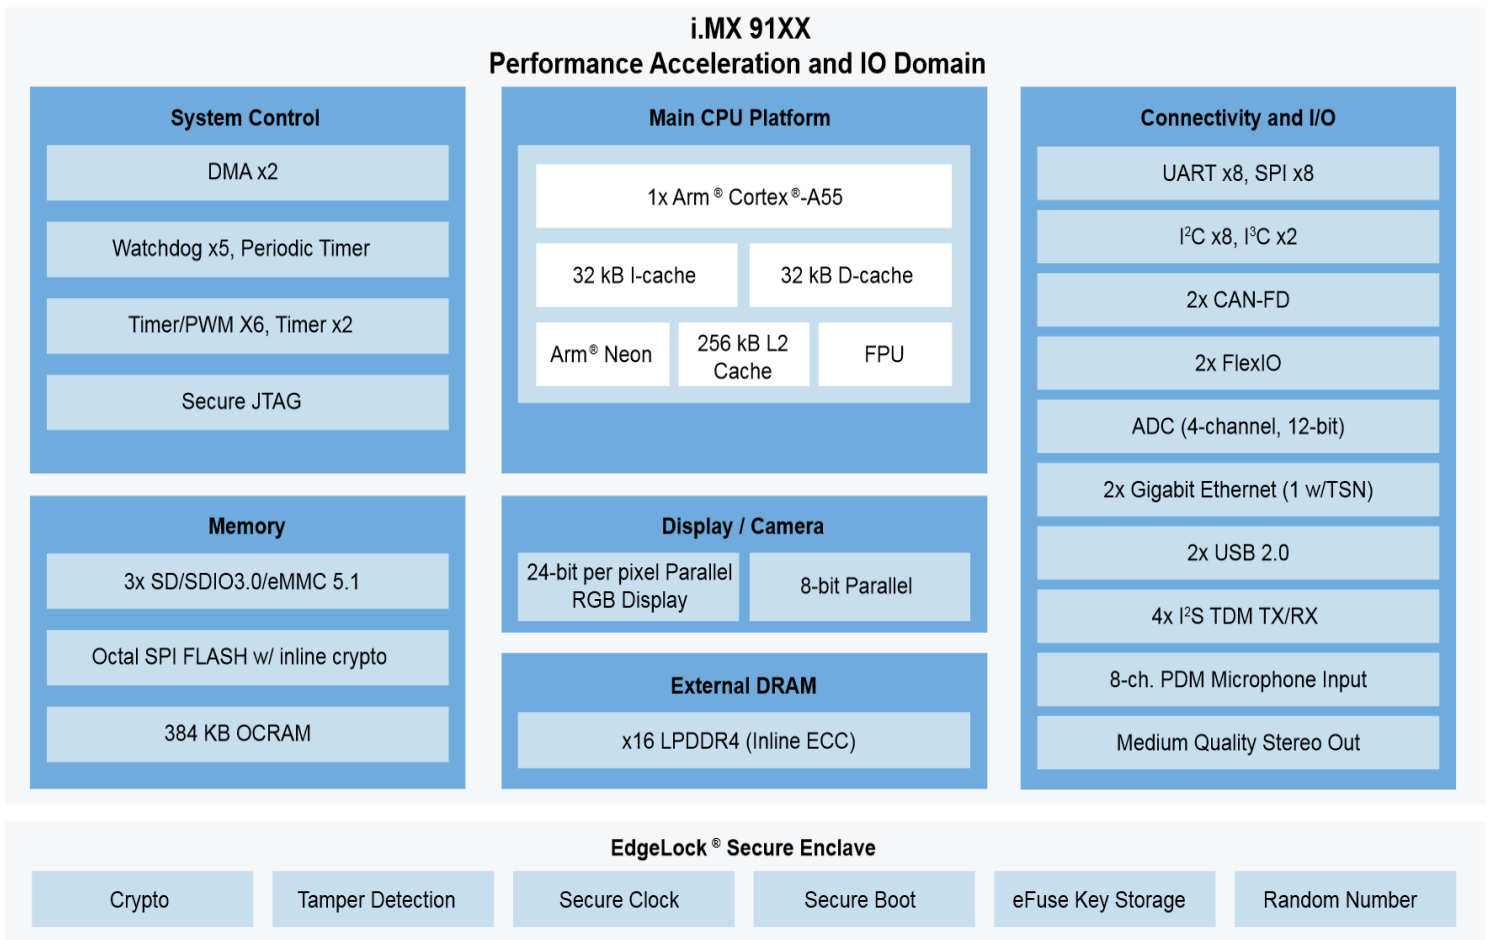 i.MX 91XX
Performance Acceleration and IO Domain
System Control
DMA x2
Watchdog x5, Periodic Timer
Timer/PWM X6, Timer x2
Secure JTAG
Memory
3x SD/SDIO3.0/eMMC 5.1
Octal SPI FLASH w/ inline crypto
384 KB OCRAM
Main CPU Platform
1x Arm® Cortex®-A55
32 kB I-cache
32 kB D-cache
Arm® Neon
256 kB L2
Cache
FPU
Display / Camera
24-bit per pixel Parallel
RGB Display
8-bit Parallel
External DRAM
x16 LPDDR4 (Inline ECC)
Connectivity and I/O
UART x8, SPI x8
I²C x8, I³C x2
2x CAN-FD
2x FlexIO
ADC (4-channel, 12-bit)
2x Gigabit Ethernet (1 w/TSN)
2x USB 2.0
4x I²S TDM TX/RX
8-ch. PDM Microphone Input
Medium Quality Stereo Out
EdgeLock® Secure Enclave
Crypto
Tamper Detection
Secure Clock
Secure Boot
eFuse Key Storage
Random Number